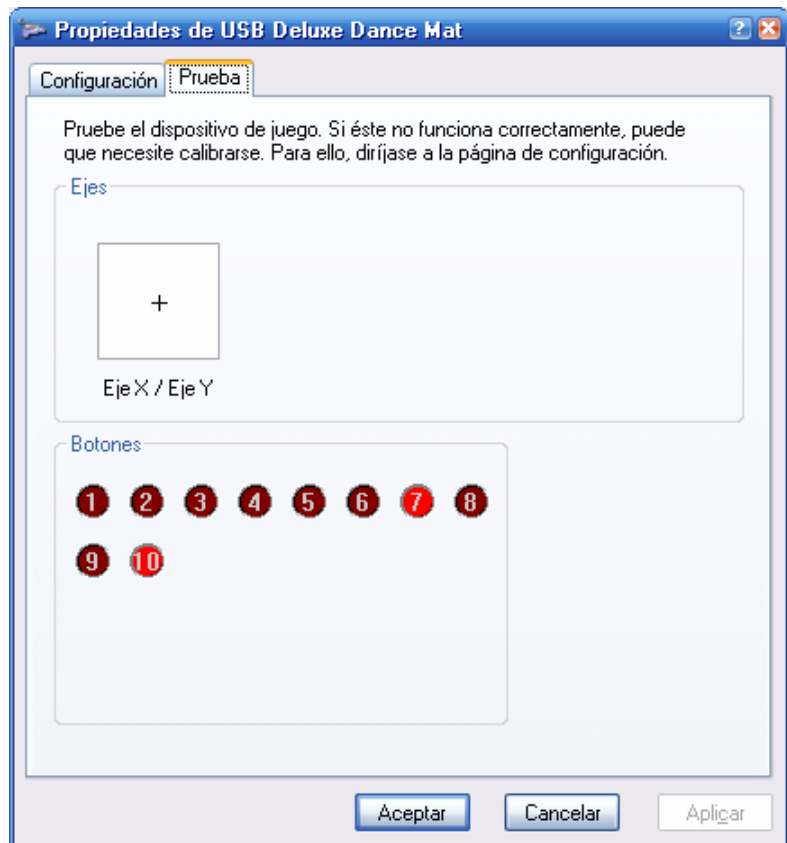 Propiedades de USB Deluxe Dance Mat
Configuración Prueba
Pruebe el dispositivo de juego. Si éste no funciona correctamente, puede
que necesite calibrarse. Para ello, diríjase a la página de configuración.
Ejes
Eje X / Eje Y
Botones
1 2 3 4 5 6 7 8
9 10
Aceptar Cancelar Aplicar